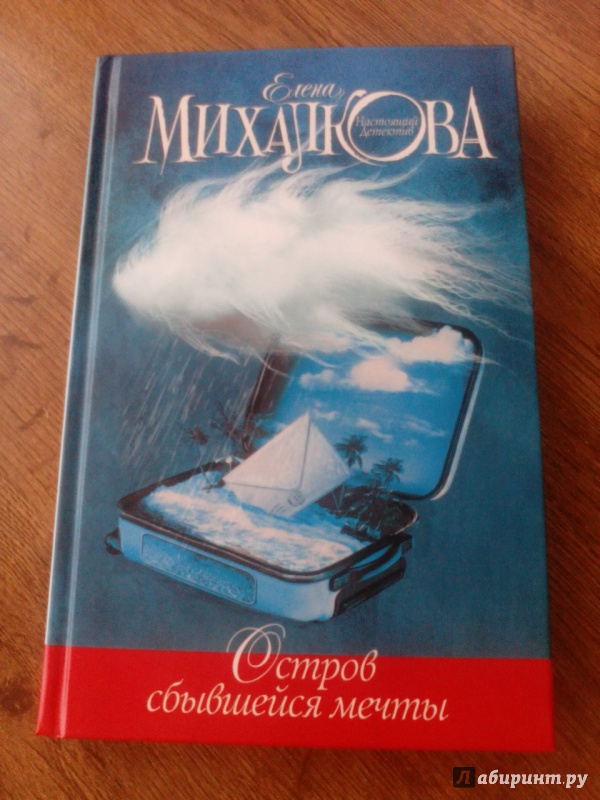 Елена
МИХАЛКОВА
Настоящий
детектив
Остров
сбывшейся мечты
Лабиринт.ру